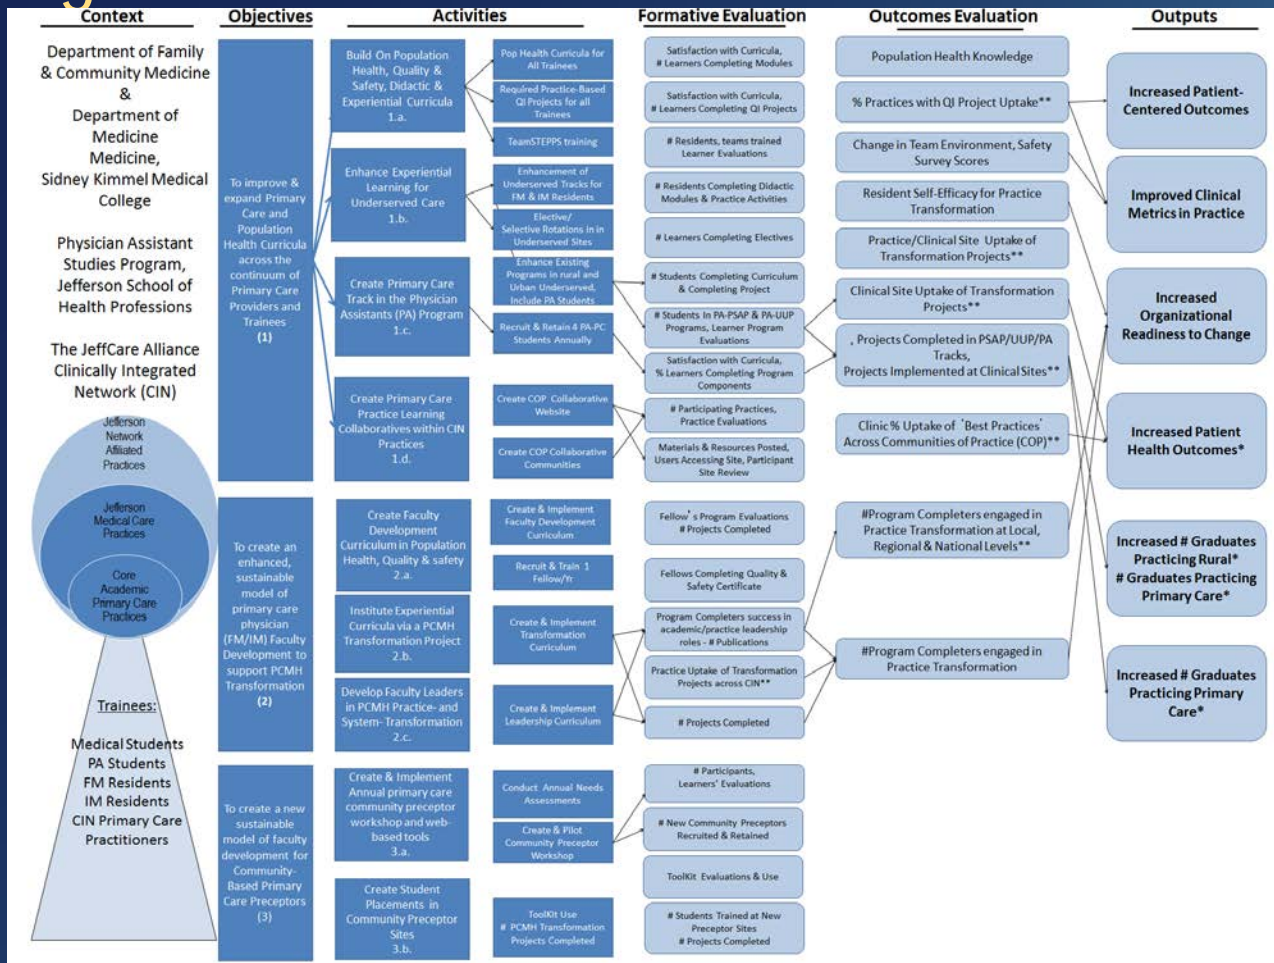 Context
Objectives
Activities
Formative Evaluation
Outcomes Evaluation
Outputs
Department of Family
& Community Medicine
&
Department of
Medicine
Medicine,
Sidney Kimmel Medical
College
Physician Assistant
Studies Program,
Jefferson School of
Health Professions
The JeffCare Alliance
Clinically Integrated
Network (CIN)
Jefferson
Network
Affiliated
Practices
Jefferson
Medical Care
Practices
Core
Academic
Primary Care
Practices
Trainees:
Medical Students
PA Students
FM Residents
IM Residents
CIN Primary Care
Practitioners
To improve &
expand Primary
Care and
Population
Health Curricula
across the
continuum of
Primary Care
Providers and
Trainees
(1)
To create an
enhanced,
sustainable
model of
primary care
physician
(FM/IM) Faculty
Development to
support PCMH
Transformation
(2)
To create a new
sustainable
model of faculty
development for
Community-
Based Primary
Care Preceptors
(3)
Build On Population
Health, Quality &
Safety, Didactic &
Experiential Curricula
1.a.
Enhance Experiential
Learning for
Underserved Care
1.b.
Create Primary Care
Track in the Physician
Assistants (PA) Program
1.c.
Create Primary Care
Practice Learning
Collaboratives within CIN
Practices
1.d.
Create Faculty
Development
Curriculum in Population
Health, Quality & safety
2.a.
Institute Experiential
Curricula via a PCMH
Transformation Project
2.b.
Develop Faculty Leaders
in PCMH Practice- and
System- Transformation
2.c.
Create & Implement
Annual primary care
community preceptor
workshop and web-
based tools
3.a.
Create Student
Placements in
Community Preceptor
Sites
3.b.
Pop Health Curricula for
All Trainees
Required Practice-Based
QI Projects for all
Trainees
TeamSTEPPS training
Enhancement of
Underserved Tracks for
FM & IM Residents
Elective/
Selective Rotations in in
Underserved Sites
Enhance Existing
Programs in rural and
Urban Underserved,
Include PA Students
Recruit & Retain 4 PA-PC
Students Annually
Create COP Collaborative
Website
Create COP Collaborative
Communities
Create & Implement
Faculty Development
Curriculum
Recruit & Train 1
Fellow/Yr
Create & Implement
Transformation
Curriculum
Create & Implement
Leadership Curriculum
Conduct Annual Needs
Assessments
Create & Pilot
Community Preceptor
Workshop
ToolKit Use
# PCMH Transformation
Projects Completed
Satisfaction with Curricula,
# Learners Completing Modules
Satisfaction with Curricula,
# Learners Completing QI Projects
# Residents, teams trained
Learner Evaluations
# Residents Completing Didactic
Modules & Practice Activities
# Learners Completing Electives
# Students Completing Curriculum
& Completing Project
# Students In PA-PSAP & PA-UUP
Programs, Learner Program
Evaluations
Satisfaction with Curricula,
% Learners Completing Program
Components
# Participating Practices,
Practice Evaluations
Materials & Resources Posted,
Users Accessing Site, Participant
Site Review
Fellow's Program Evaluations
# Projects Completed
Fellows Completing Quality &
Safety Certificate
Program Completers success in
academic/practice leadership
roles - # Publications
Practice Uptake of Transformation
Projects across CIN**
# Projects Completed
# Participants,
Learners' Evaluations
# New Community Preceptors
Recruited & Retained
ToolKit Evaluations & Use
# Students Trained at New
Preceptor Sites
# Projects Completed
Population Health Knowledge
% Practices with QI Project Uptake**
Change in Team Environment, Safety
Survey Scores
Resident Self-Efficacy for Practice
Transformation
Practice/Clinical Site Uptake of
Transformation Projects**
Clinical Site Uptake of Transformation
Projects**
, Projects Completed in PSAP/UUP/PA
Tracks,
Projects Implemented at Clinical Sites**
Clinic % Uptake of 'Best Practices'
Across Communities of Practice (COP)**
#Program Completers engaged in
Practice Transformation at Local,
Regional & National Levels**
#Program Completers engaged in
Practice Transformation
Increased Patient-
Centered Outcomes
Improved Clinical
Metrics in Practice
Increased
Organizational
Readiness to Change
Increased Patient
Health Outcomes*
Increased # Graduates
Practicing Rural*
# Graduates Practicing
Primary Care*
Increased # Graduates
Practicing Primary
Care*